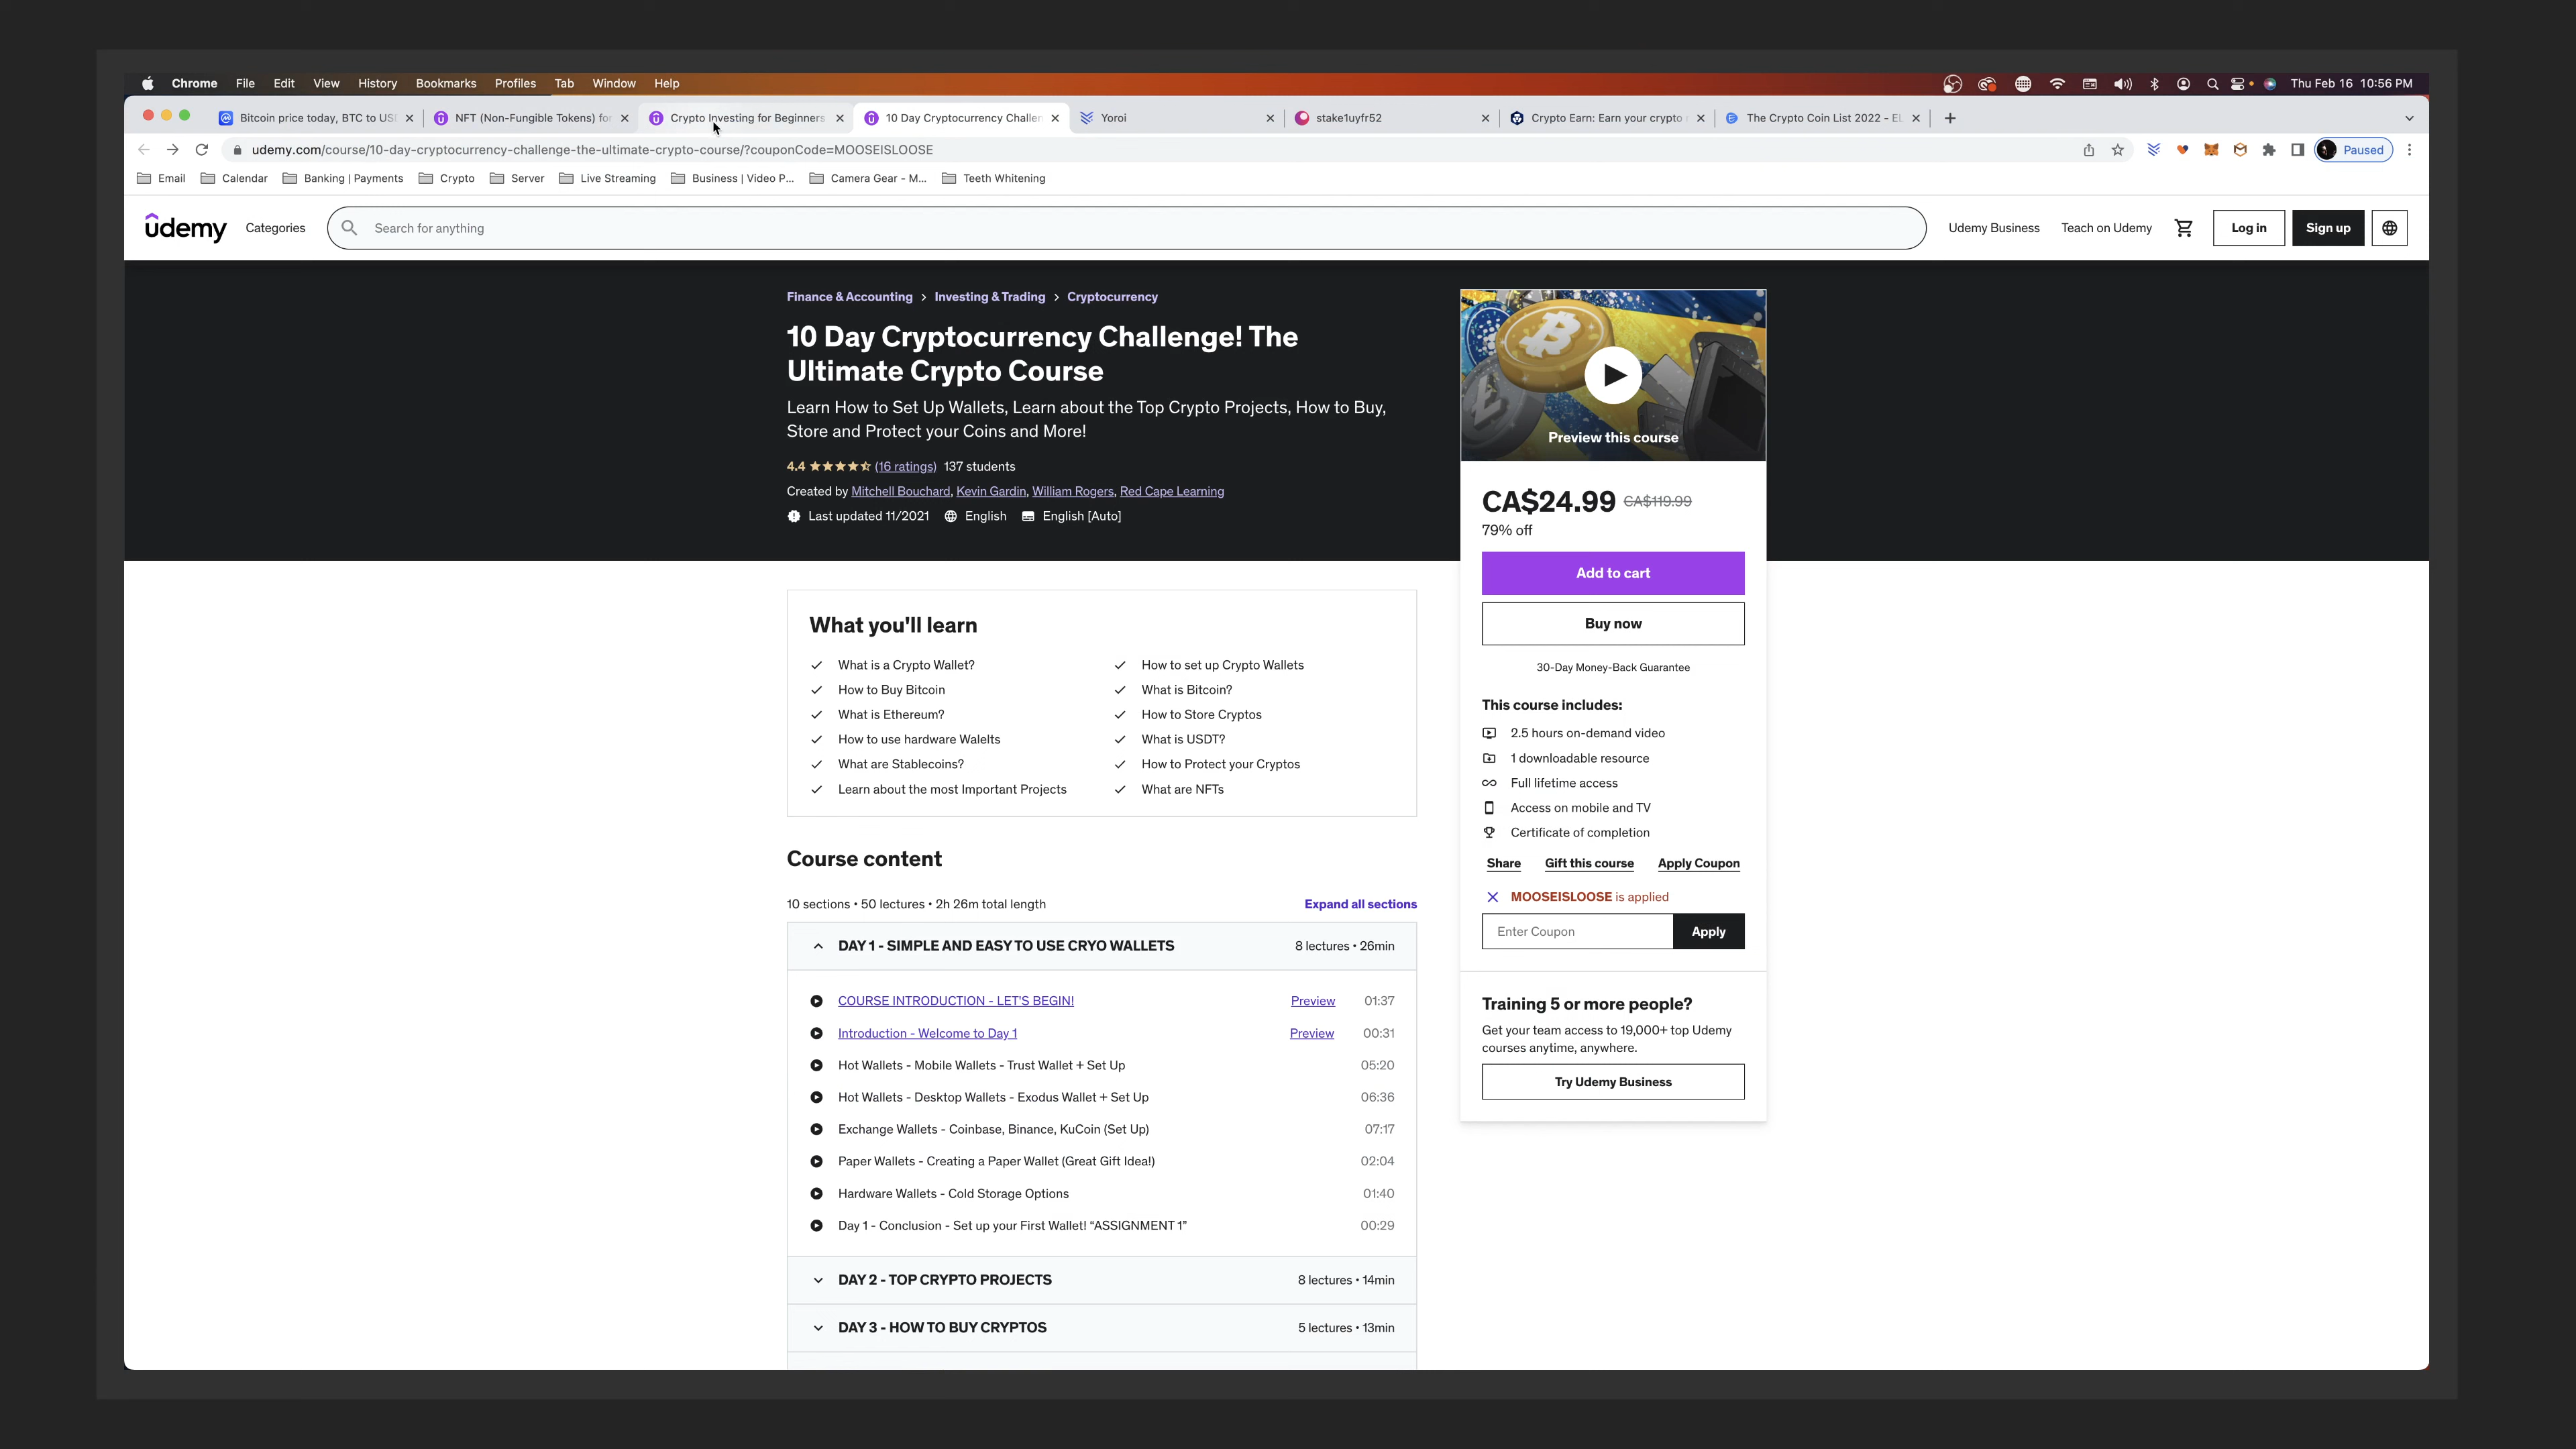 Chrome File Edit View History Bookmarks Profiles Tab Window Help
Thu Feb 16 10:56 PM
Bitcoin price today, BTC to US
NFT (Non-Fungible Tokens) for
Crypto Investing for Beginners
10 Day Cryptocurrency Challen
Yoroi
stake1uyfr52
Crypto Earn: Earn your crypto
The Crypto Coin List 2022 - EL
udemy.com/course/10-day-cryptocurrency-challenge-the-ultimate-crypto-course/?couponCode=MOOSEISLOOSE
Paused
Email Calendar Banking | Payments Crypto Server Live Streaming Business | Video P... Camera Gear - M... Teeth Whitening
udemy
Categories
Search for anything
Udemy Business
Teach on Udemy
Log in
Sign up
Finance & Accounting > Investing & Trading > Cryptocurrency
10 Day Cryptocurrency Challenge! The
Ultimate Crypto Course
Learn How to Set Up Wallets, Learn about the Top Crypto Projects, How to Buy,
Store and Protect your Coins and More!
4.4 (16 ratings) 137 students
Created by Mitchell Bouchard, Kevin Gardin, William Rogers, Red Cape Learning
Last updated 11/2021 English English [Auto]
Preview this course
CA$24.99 CA$119.99
79% off
Add to cart
Buy now
30-Day Money-Back Guarantee
This course includes:
2.5 hours on-demand video
1 downloadable resource
Full lifetime access
Access on mobile and TV
Certificate of completion
Share Gift this course Apply Coupon
MOOSEISLOOSE is applied
Enter Coupon
Apply
Training 5 or more people?
Get your team access to 19,000+ top Udemy
courses anytime, anywhere.
Try Udemy Business
What you'll learn
What is a Crypto Wallet?
How to set up Crypto Wallets
How to Buy Bitcoin
What is Bitcoin?
What is Ethereum?
How to Store Cryptos
How to use hardware Walelts
What is USDT?
What are Stablecoins?
How to Protect your Cryptos
Learn about the most Important Projects
What are NFTs
Course content
10 sections • 50 lectures • 2h 26m total length
Expand all sections
DAY 1 - SIMPLE AND EASY TO USE CRYO WALLETS 8 lectures • 26min
COURSE INTRODUCTION - LET'S BEGIN! Preview 01:37
Introduction - Welcome to Day 1 Preview 00:31
Hot Wallets - Mobile Wallets - Trust Wallet + Set Up 05:20
Hot Wallets - Desktop Wallets - Exodus Wallet + Set Up 06:36
Exchange Wallets - Coinbase, Binance, KuCoin (Set Up) 07:17
Paper Wallets - Creating a Paper Wallet (Great Gift Idea!) 02:04
Hardware Wallets - Cold Storage Options 01:40
Day 1 - Conclusion - Set up your First Wallet! “ASSIGNMENT 1” 00:29
DAY 2 - TOP CRYPTO PROJECTS 8 lectures • 14min
DAY 3 - HOW TO BUY CRYPTOS 5 lectures • 13min